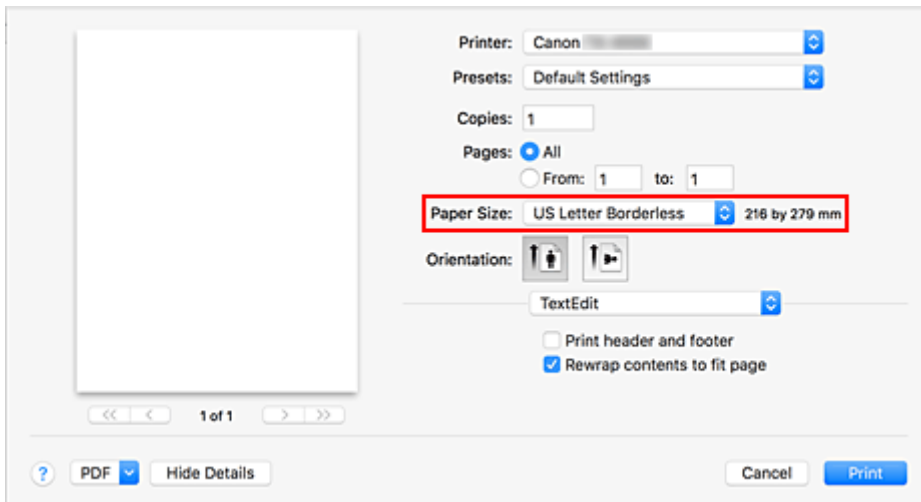 Printer: Canon
Presets: Default Settings
Copies: 1
Pages: All
From: 1 to: 1
Paper Size: US Letter Borderless 216 by 279 mm
Orientation:
TextEdit
Print header and footer
Rewrap contents to fit page
1 of 1
? PDF Hide Details Cancel Print